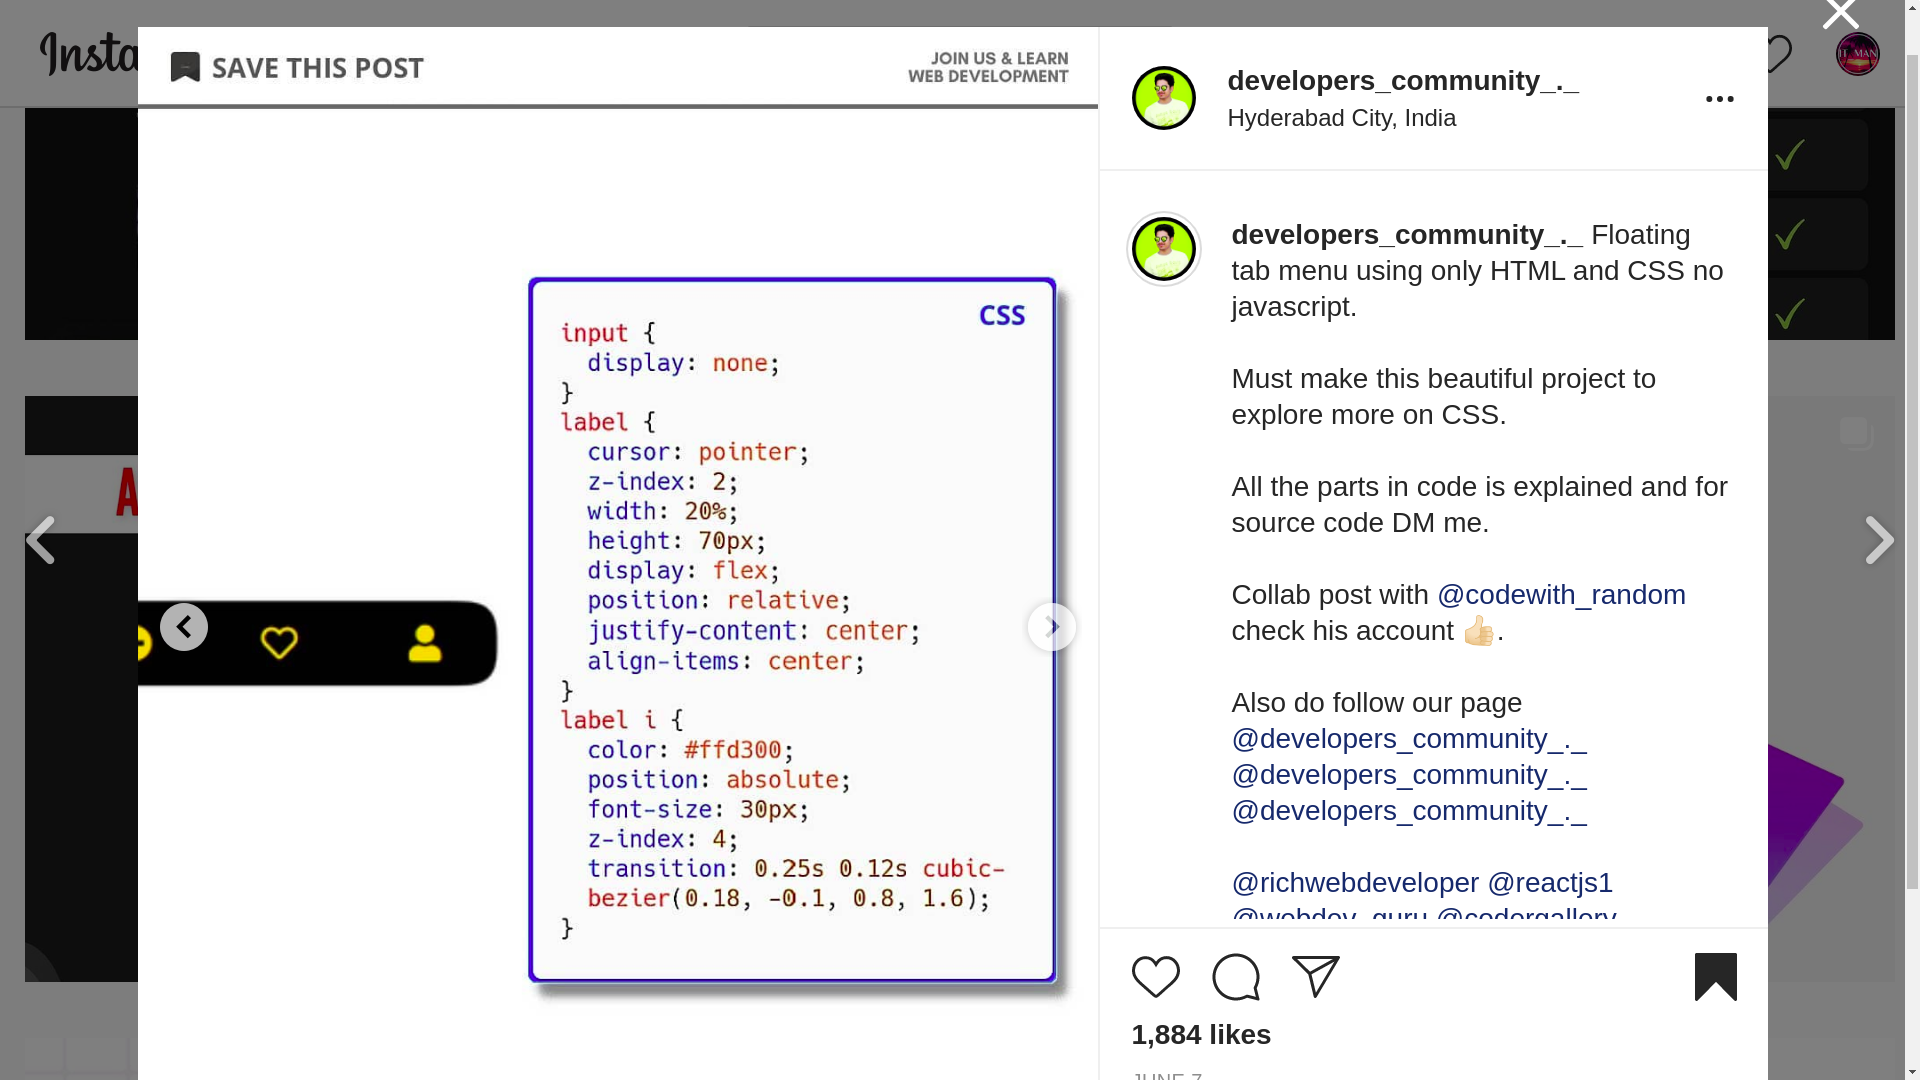 Insta
SAVE THIS POST
JOIN US & LEARN
WEB DEVELOPMENT
CSS
input {
display: none;
}
label {
cursor: pointer;
z-index: 2;
width: 20%;
height: 70px;
display: flex;
position: relative;
justify-content: center;
align-items: center;
}
label i {
color: #ffd300;
position: absolute;
font-size: 30px;
z-index: 4;
transition: 0.25s 0.12s cubic-
bezier(0.18, -0.1, 0.8, 1.6);
}
developers_community_._
Hyderabad City, India
developers_community_._ Floating
tab menu using only HTML and CSS no
javascript.
Must make this beautiful project to
explore more on CSS.
All the parts in code is explained and for
source code DM me.
Collab post with @codewith_random
check his account 👍🏻.
Also do follow our page
@developers_community_._
@developers_community_._
@developers_community_._
@richwebdeveloper @reactjs1
@webdev_guru @codergallery
1,884 likes
JUNE 7
IT MAN
A